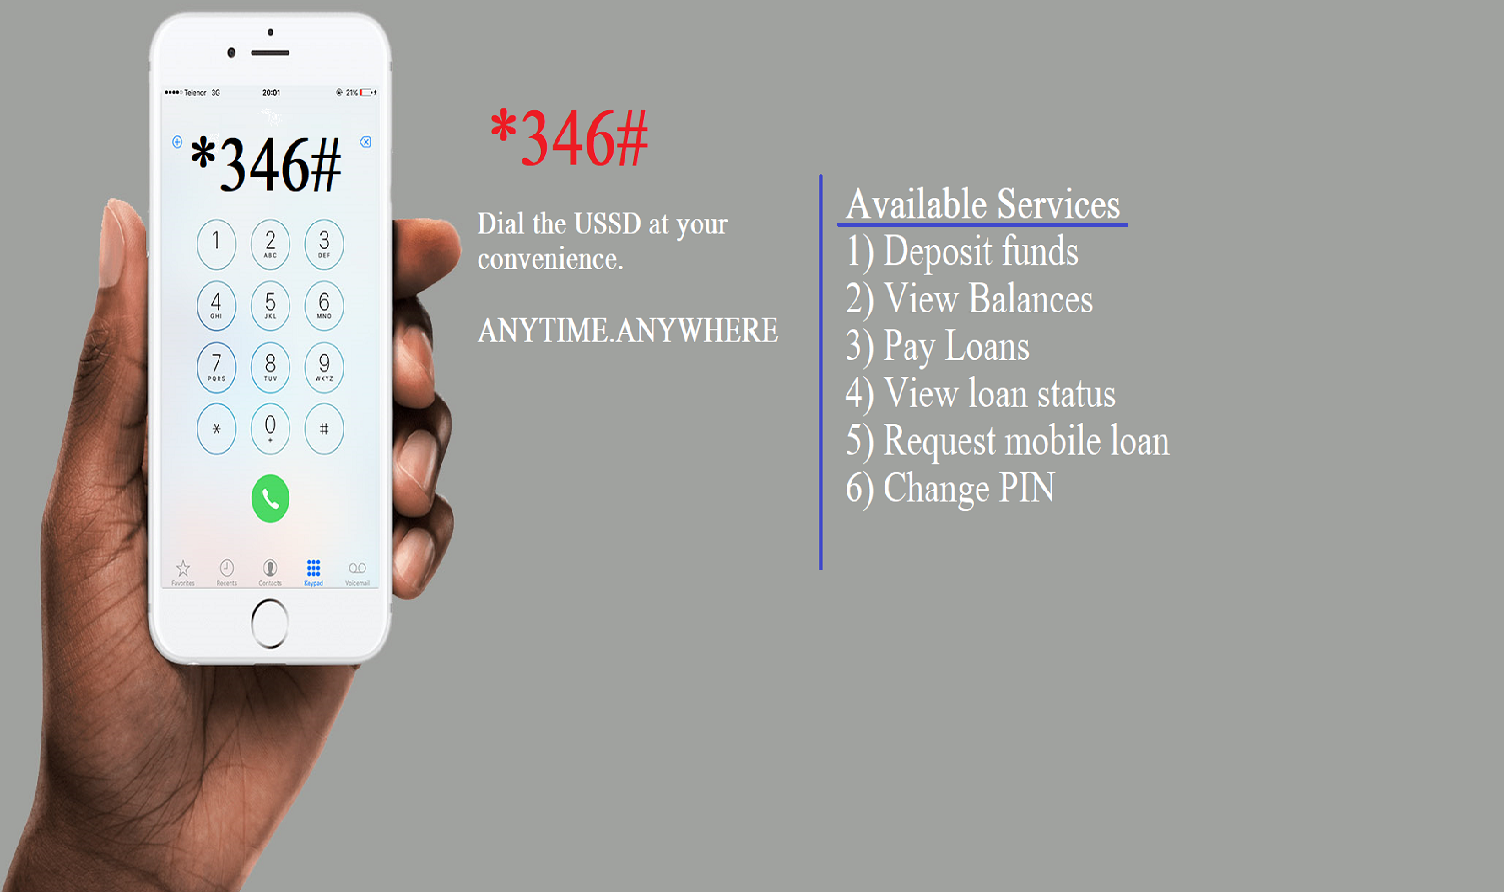 Telenor 3G 20:01 21%
*346#
1
2
ABC
3
DEF
4
GHI
5
JKL
6
MNO
7
PQRS
8
TUV
9
WXYZ
*
0
+
#
Favorites
Recents
Contacts
Keypad
Voicemail
*346#
Dial the USSD at your
convenience.
ANYTIME.ANYWHERE
Available Services
1) Deposit funds
2) View Balances
3) Pay Loans
4) View loan status
5) Request mobile loan
6) Change PIN